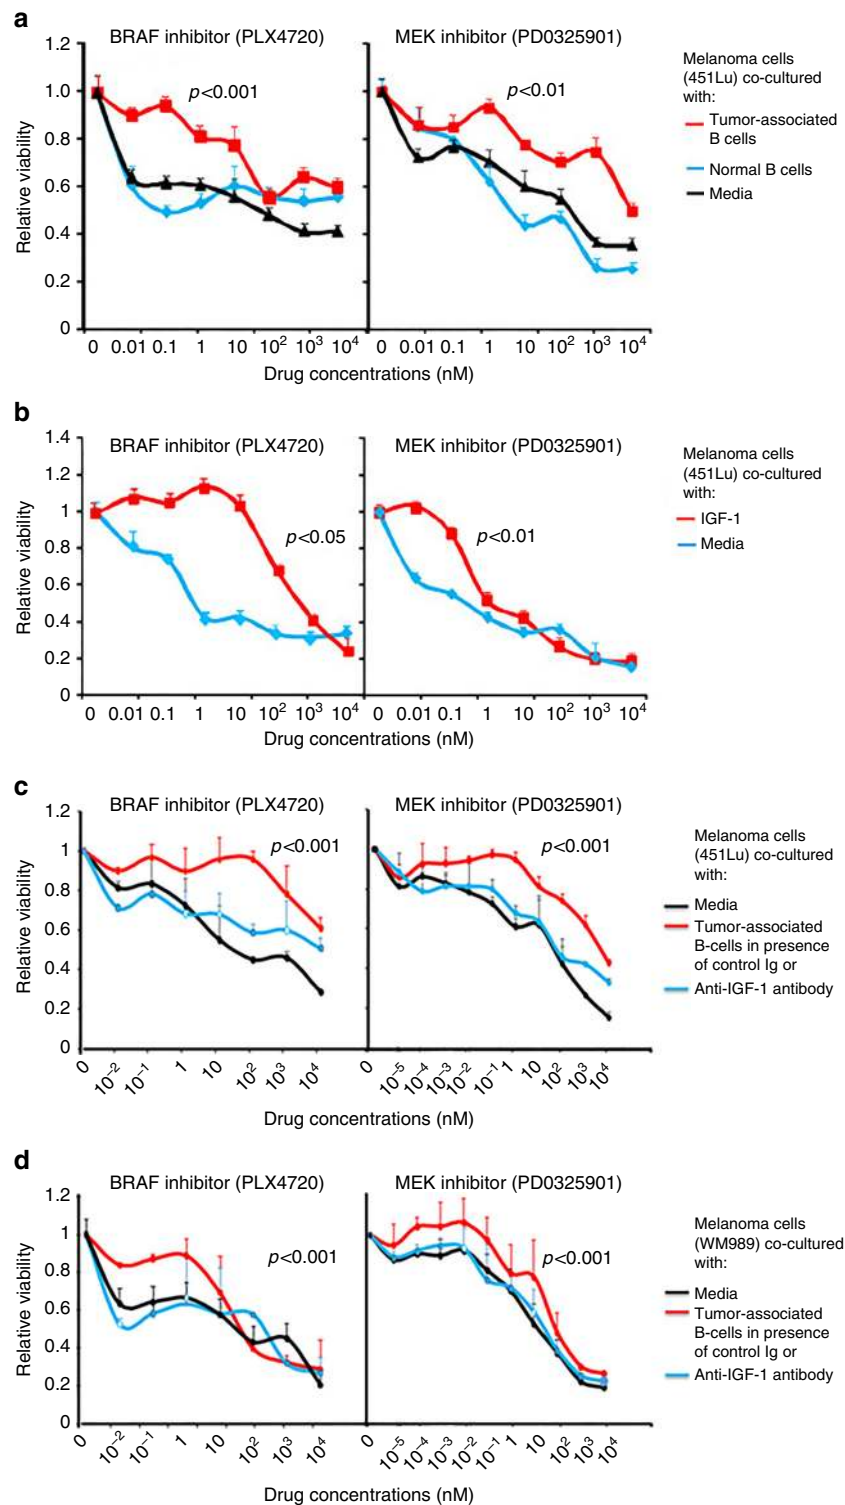 a
BRAF inhibitor (PLX4720)
MEK inhibitor (PD0325901)
1.2
1.0
0.8
0.6
0.4
0.2
0
Relative viability
p<0.001
p<0.01
0 0.01 0.1 1 10 10² 10³ 10⁴
0 0.01 0.1 1 10 10² 10³ 10⁴
Drug concentrations (nM)
Melanoma cells
(451Lu) co-cultured
with:
Tumor-associated
B cells
Normal B cells
Media
b
BRAF inhibitor (PLX4720)
MEK inhibitor (PD0325901)
1.4
1.2
1
0.8
0.6
0.4
0.2
0
Relative viability
p<0.05
p<0.01
0 0.01 0.1 1 10 10² 10³ 10⁴
0 0.01 0.1 1 10 10² 10³ 10⁴
Drug concentrations (nM)
Melanoma cells
(451Lu) co-cultured
with:
IGF-1
Media
c
BRAF inhibitor (PLX4720)
MEK inhibitor (PD0325901)
1.2
1
0.8
0.6
0.4
0.2
0
Relative viability
p<0.001
p<0.001
0 10⁻² 10⁻¹ 1 10 10² 10³ 10⁴
0 10⁻⁵ 10⁻⁴ 10⁻³ 10⁻² 10⁻¹ 1 10 10² 10³ 10⁴
Drug concentrations (nM)
Melanoma cells
(451Lu) co-cultured
with:
Media
Tumor-associated
B-cells in presence
of control Ig or
Anti-IGF-1 antibody
d
BRAF inhibitor (PLX4720)
MEK inhibitor (PD0325901)
1.2
1
0.8
0.6
0.4
0.2
0
Relative viability
p<0.001
p<0.001
0 10⁻² 10⁻¹ 1 10 10² 10³ 10⁴
0 10⁻⁵ 10⁻⁴ 10⁻³ 10⁻² 10⁻¹ 1 10 10² 10³ 10⁴
Drug concentrations (nM)
Melanoma cells
(WM989) co-cultured
with:
Media
Tumor-associated
B-cells in presence
of control Ig or
Anti-IGF-1 antibody